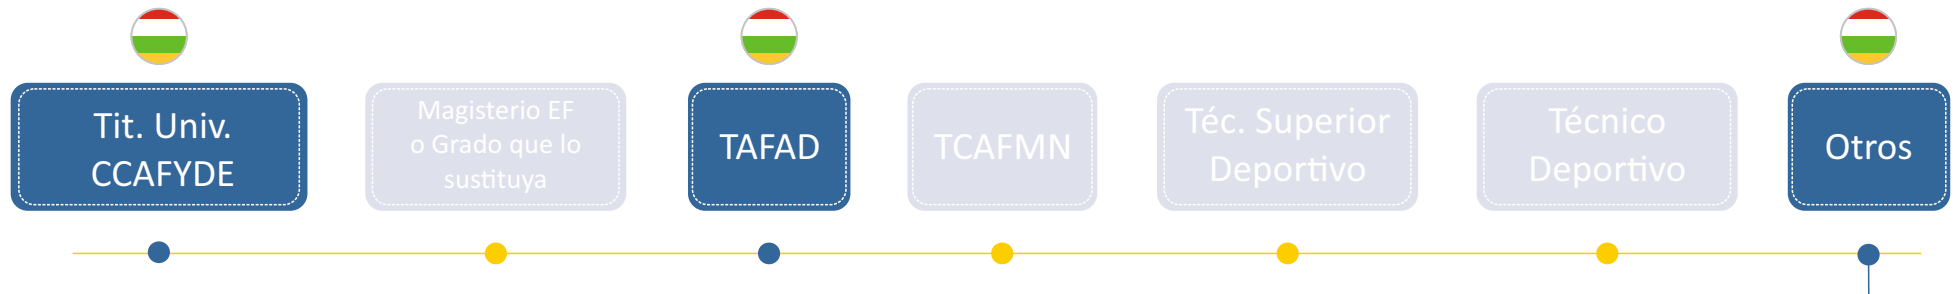 Tit. Univ.
CCAFYDE
Magisterio EF
o Grado que lo
sustituya
TAFAD
TCAFMN
Téc. Superior
Deportivo
Técnico
Deportivo
Otros